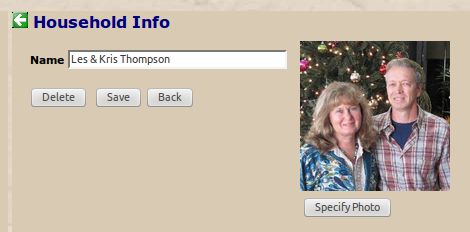 Household Info
Name Les & Kris Thompson
Delete Save Back
Specify Photo